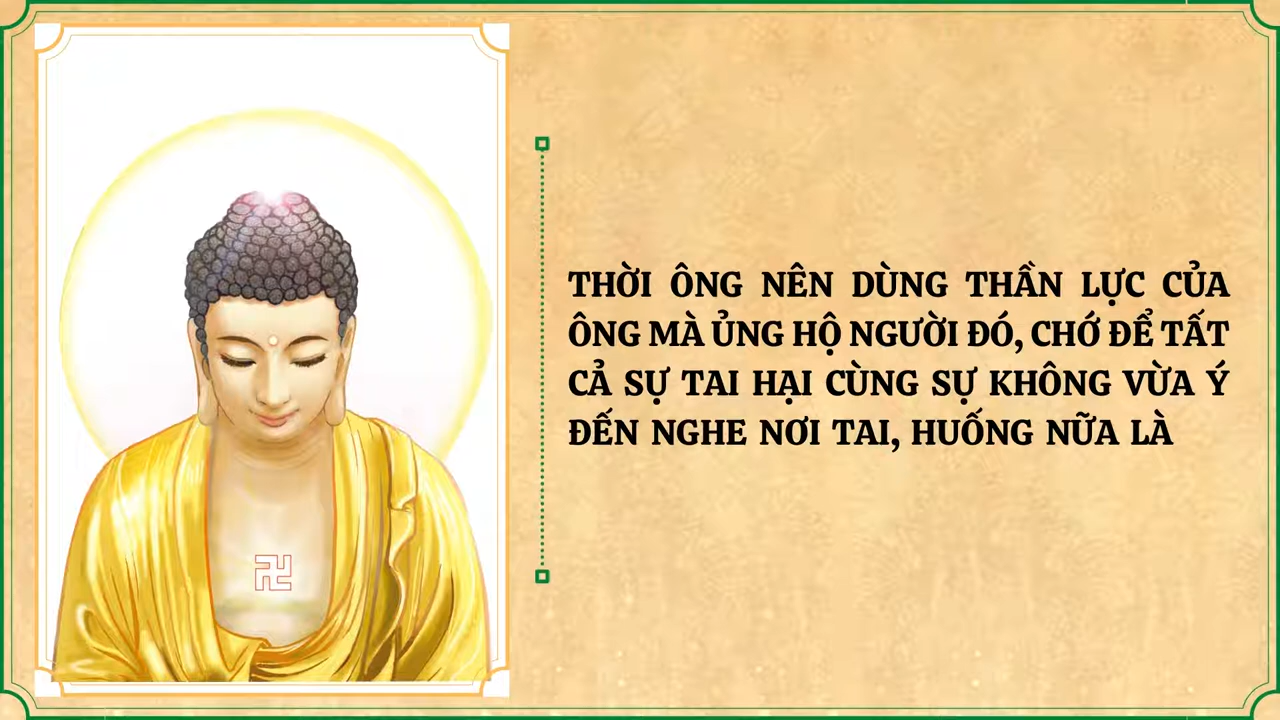 THỜI ÔNG NÊN DÙNG THẦN LỰC CỦA
ÔNG MÀ ỦNG HỘ NGƯỜI ĐÓ, CHỚ ĐỂ TẤT
CẢ SỰ TAI HẠI CÙNG SỰ KHÔNG VỪA Ý
ĐẾN NGHE NƠI TAI, HUỐNG NỮA LÀ